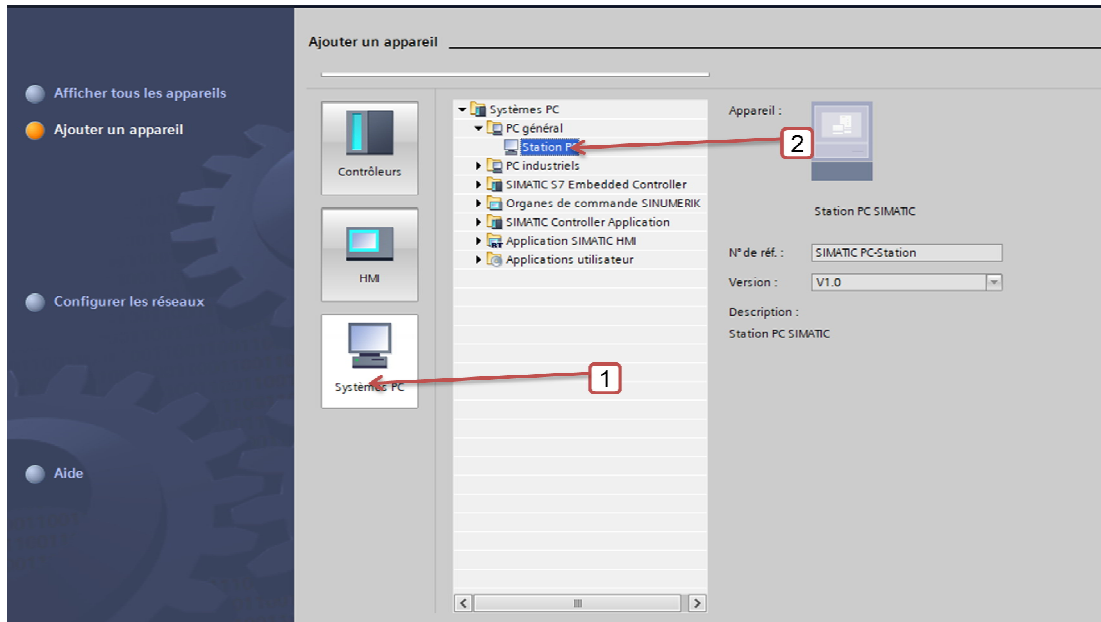 Ajouter un appareil
Afficher tous les appareils
Ajouter un appareil
Configurer les réseaux
Aide
Contrôleurs
HMI
Systèmes PC
Systèmes PC
PC général
Station P
PC industriels
SIMATIC S7 Embedded Controller
Organes de commande SINUMERIK
SIMATIC Controller Application
Application SIMATIC HMI
Applications utilisateur
1
2
Appareil :
Station PC SIMATIC
N° de réf. :
SIMATIC PC-Station
Version :
V1.0
Description :
Station PC SIMATIC